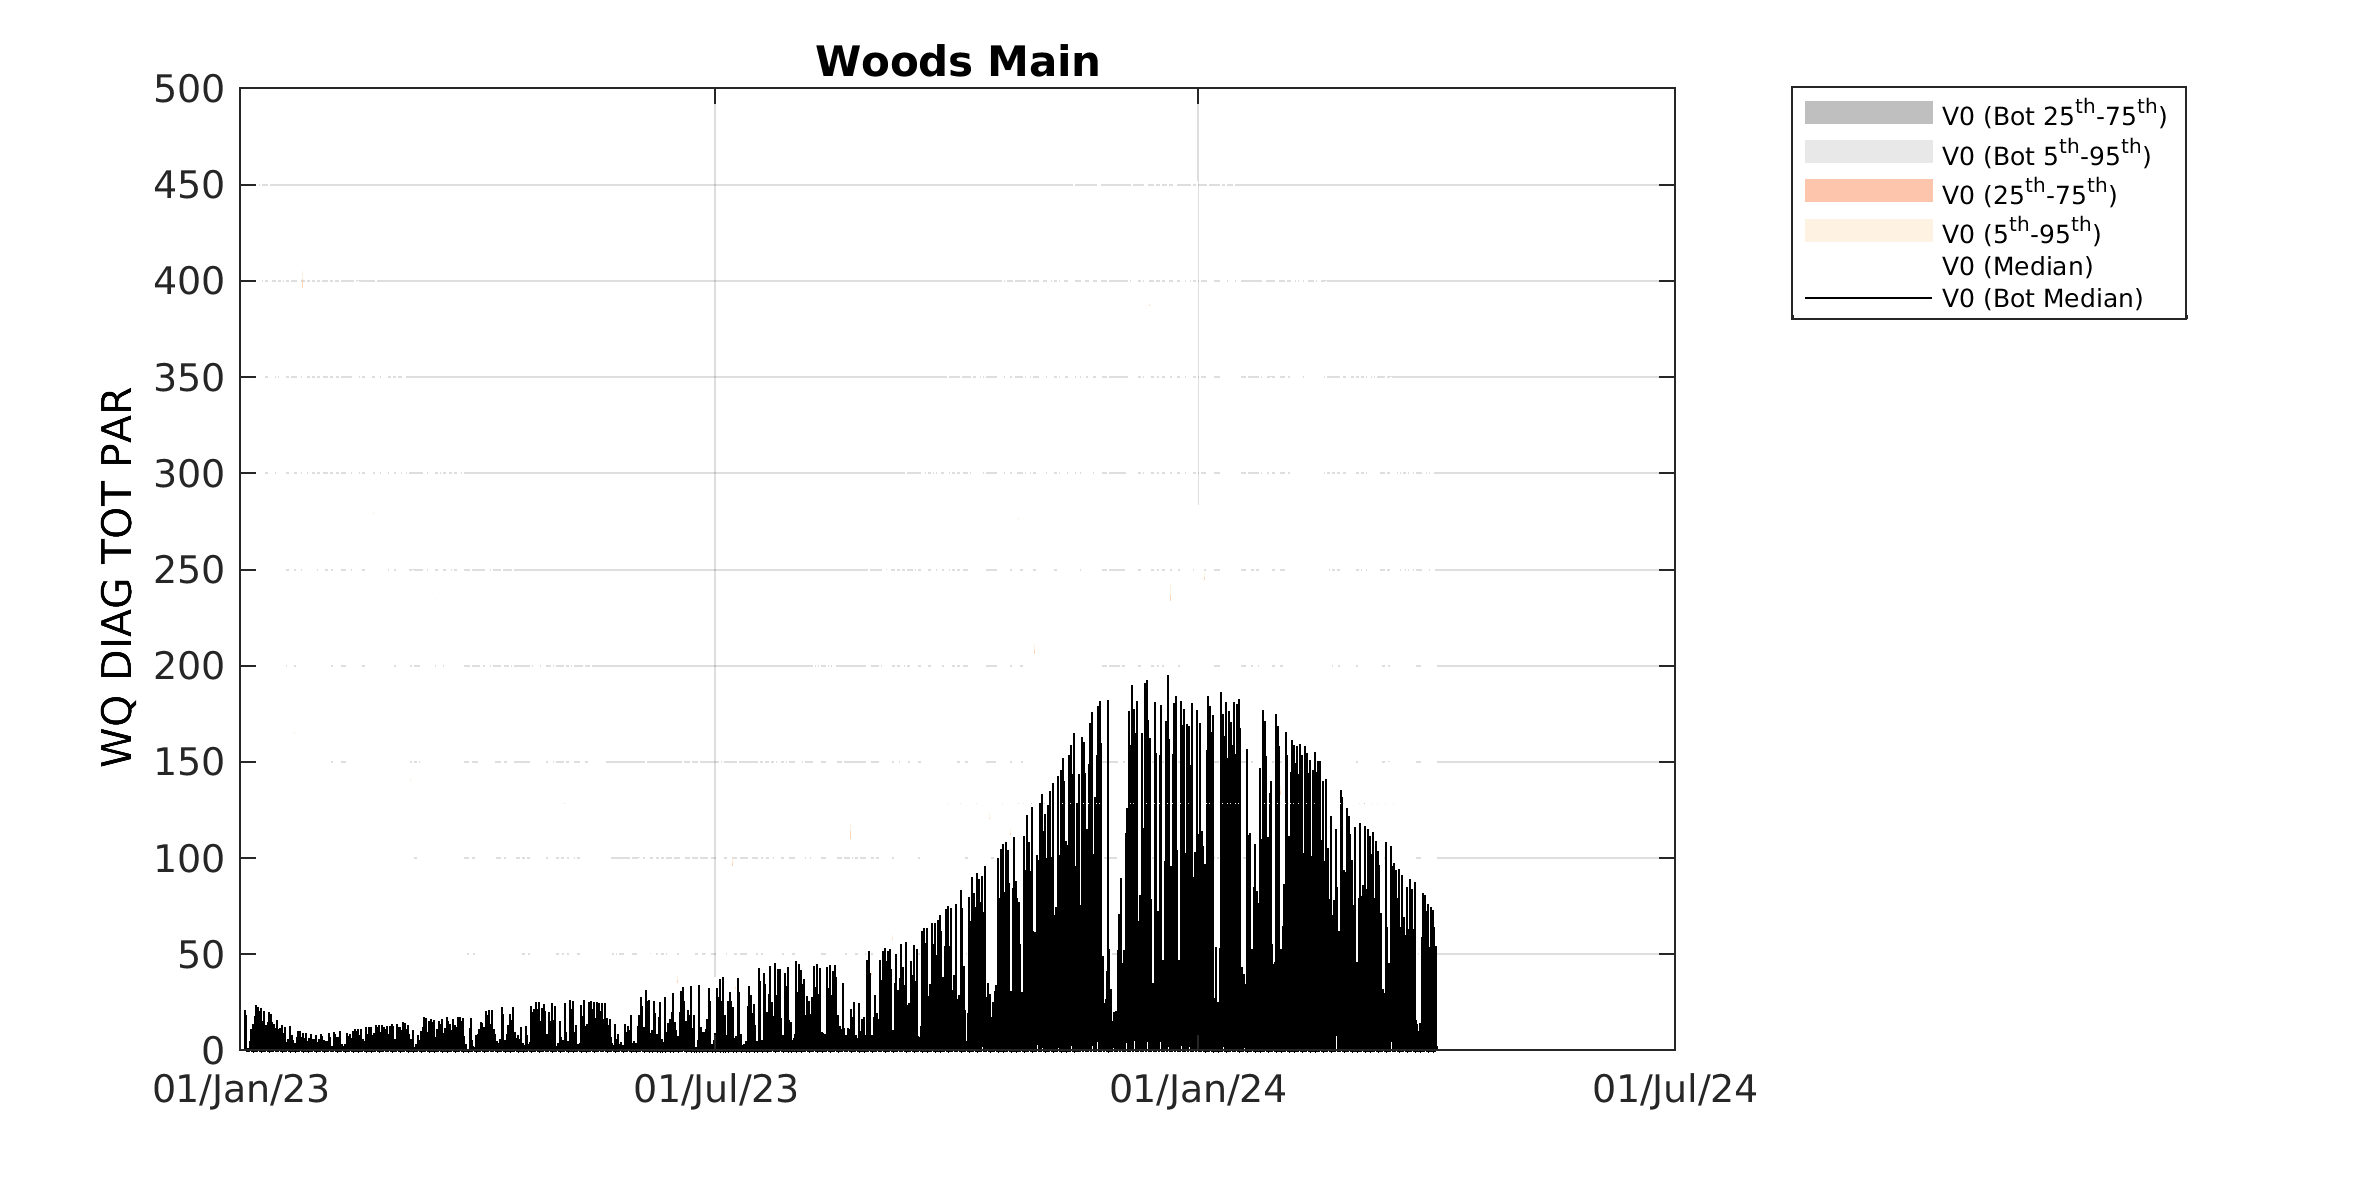 Woods Main
500
450
400
350
300
250
200
150
100
50
0
WQ DIAG TOT PAR
01/Jan/23
01/Jul/23
01/Jan/24
01/Jul/24
V0 (Bot 25th-75th)
V0 (Bot 5th-95th)
V0 (25th-75th)
V0 (5th-95th)
V0 (Median)
V0 (Bot Median)